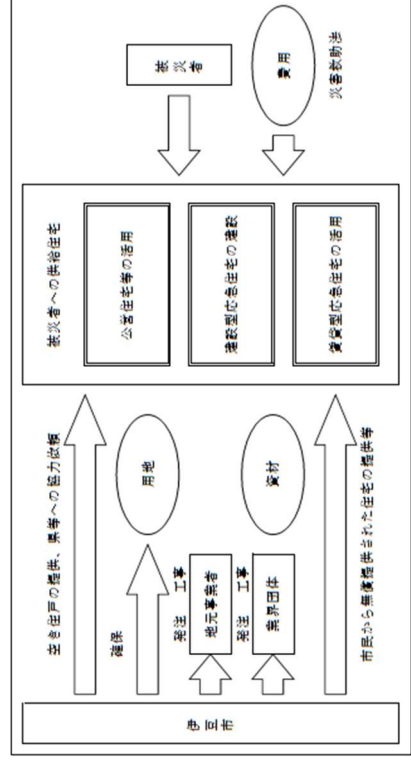 被災者への供給住宅
空き住戸の提供、県等への協力依頼
公営住宅等の活用
被災者
確保
用地
発注 工事
地元事業者
建設型応急住宅の建設
費用
災害救助法
発注 工事
業界団体
資材
賃貸型応急住宅の活用
市民から無償提供された住宅の提供等
伊豆市